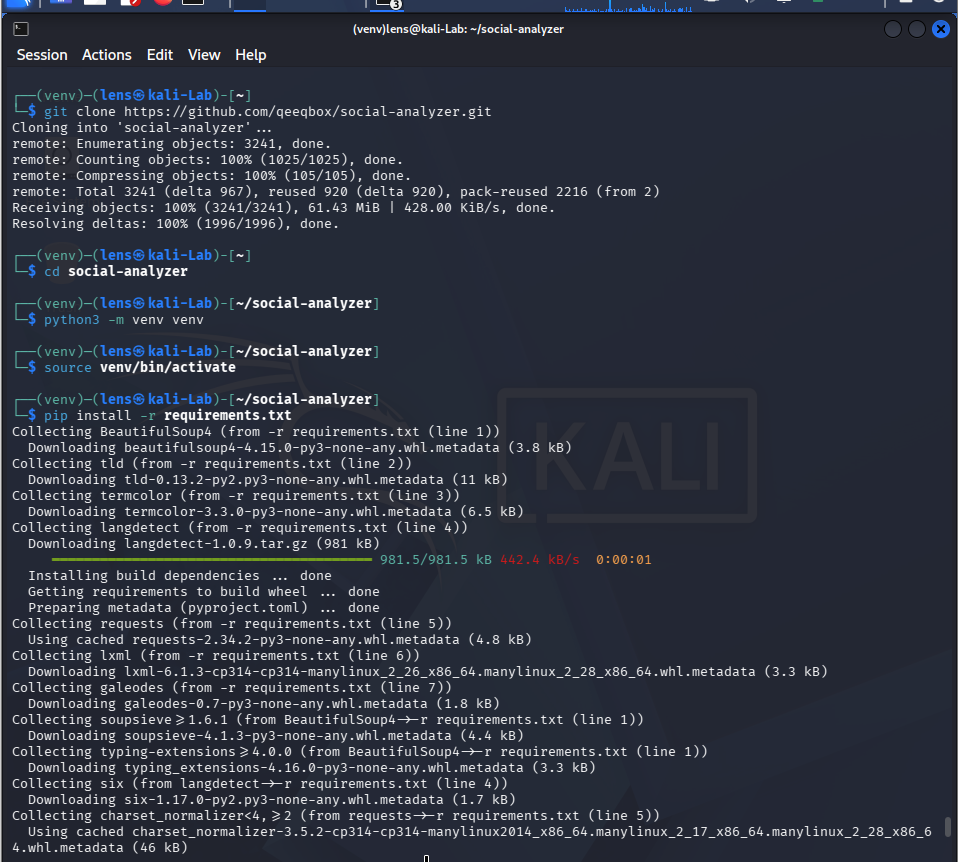 3
(venv)lens@kali-Lab: ~/social-analyzer
Session Actions Edit View Help
┌──(venv)─(lens㉿kali-Lab)-[~]
└─$ git clone https://github.com/qeeqbox/social-analyzer.git
Cloning into 'social-analyzer'...
remote: Enumerating objects: 3241, done.
remote: Counting objects: 100% (1025/1025), done.
remote: Compressing objects: 100% (105/105), done.
remote: Total 3241 (delta 967), reused 920 (delta 920), pack-reused 2216 (from 2)
Receiving objects: 100% (3241/3241), 61.43 MiB | 428.00 KiB/s, done.
Resolving deltas: 100% (1996/1996), done.
┌──(venv)─(lens㉿kali-Lab)-[~]
└─$ cd social-analyzer
┌──(venv)─(lens㉿kali-Lab)-[~/social-analyzer]
└─$ python3 -m venv venv
┌──(venv)─(lens㉿kali-Lab)-[~/social-analyzer]
└─$ source venv/bin/activate
┌──(venv)─(lens㉿kali-Lab)-[~/social-analyzer]
└─$ pip install -r requirements.txt
Collecting BeautifulSoup4 (from -r requirements.txt (line 1))
  Downloading beautifulsoup4-4.15.0-py3-none-any.whl.metadata (3.8 kB)
Collecting tld (from -r requirements.txt (line 2))
  Downloading tld-0.13.2-py2.py3-none-any.whl.metadata (11 kB)
Collecting termcolor (from -r requirements.txt (line 3))
  Downloading termcolor-3.3.0-py3-none-any.whl.metadata (6.5 kB)
Collecting langdetect (from -r requirements.txt (line 4))
  Downloading langdetect-1.0.9.tar.gz (981 kB)
981.5/981.5 kB 442.4 kB/s 0:00:01
  Installing build dependencies ... done
  Getting requirements to build wheel ... done
  Preparing metadata (pyproject.toml) ... done
Collecting requests (from -r requirements.txt (line 5))
  Using cached requests-2.34.2-py3-none-any.whl.metadata (4.8 kB)
Collecting lxml (from -r requirements.txt (line 6))
  Downloading lxml-6.1.3-cp314-cp314-manylinux_2_26_x86_64.manylinux_2_28_x86_64.whl.metadata (3.3 kB)
Collecting galeodes (from -r requirements.txt (line 7))
  Downloading galeodes-0.7-py3-none-any.whl.metadata (1.8 kB)
Collecting soupsieve>=1.6.1 (from BeautifulSoup4->-r requirements.txt (line 1))
  Downloading soupsieve-4.1.3-py3-none-any.whl.metadata (4.4 kB)
Collecting typing-extensions>=4.0.0 (from BeautifulSoup4->-r requirements.txt (line 1))
  Downloading typing_extensions-4.16.0-py3-none-any.whl.metadata (3.3 kB)
Collecting six (from langdetect->-r requirements.txt (line 4))
  Downloading six-1.17.0-py2.py3-none-any.whl.metadata (1.7 kB)
Collecting charset_normalizer<4,>=2 (from requests->-r requirements.txt (line 5))
  Using cached charset_normalizer-3.5.2-cp314-cp314-manylinux2014_x86_64.manylinux_2_17_x86_64.manylinux_2_28_x86_6
4.whl.metadata (46 kB)
KALI